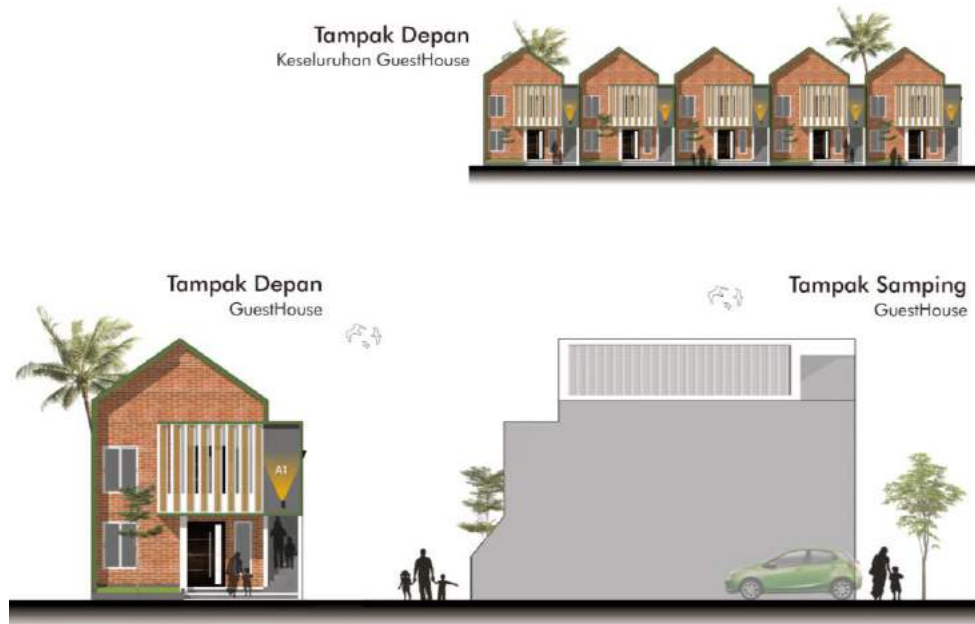 Tampak Depan
Keseluruhan GuestHouse
Tampak Depan
GuestHouse
Tampak Samping
GuestHouse
A1